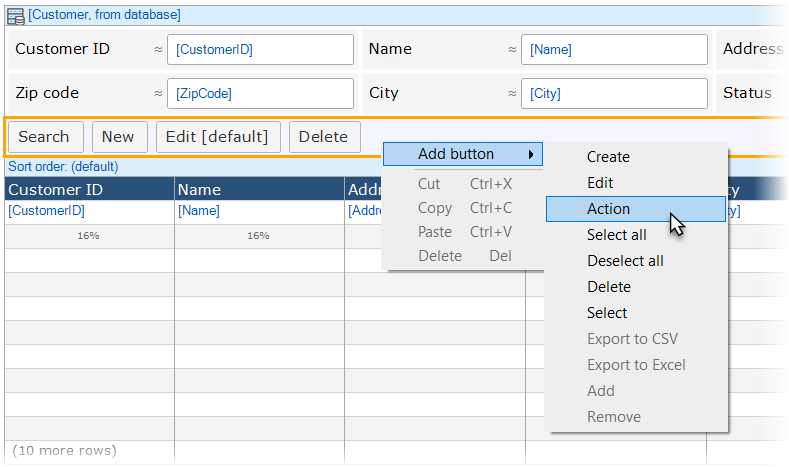 [Customer, from database]
Customer ID ≈ [CustomerID] Name ≈ [Name] Address
Zip code ≈ [ZipCode] City ≈ [City] Status
Search New Edit [default] Delete
Sort order: (default)
Customer ID Name
[CustomerID] [Name]
16% 16%
(10 more rows)
Add button
Cut Ctrl+X
Copy Ctrl+C
Paste Ctrl+V
Delete Del
Create
Edit
Action
Select all
Deselect all
Delete
Select
Export to CSV
Export to Excel
Add
Remove